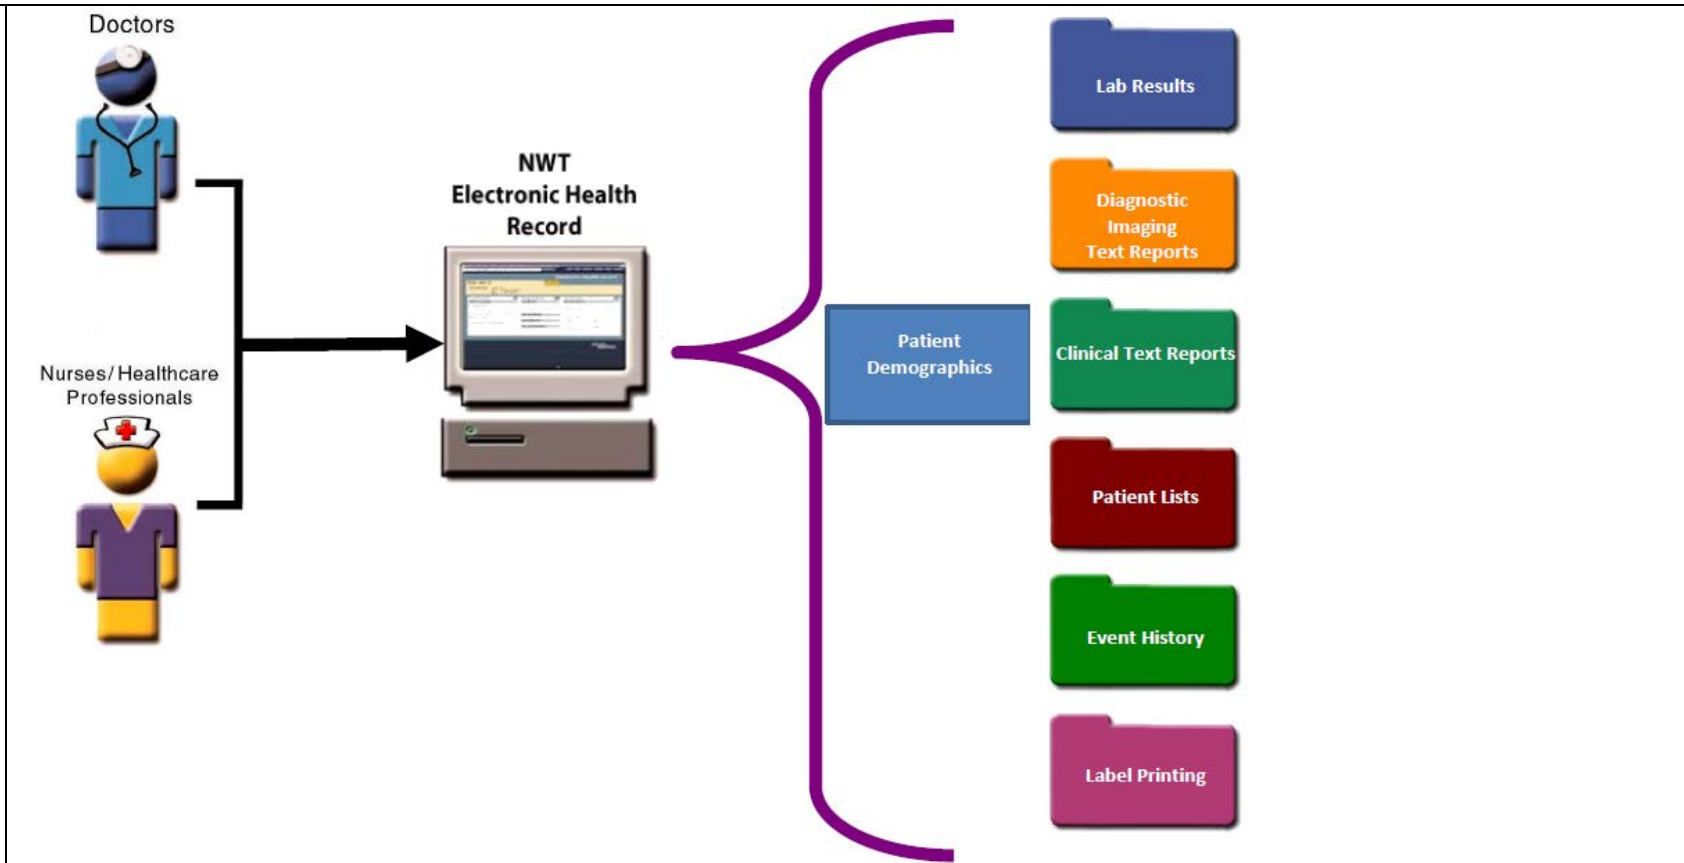 Doctors
Nurses/Healthcare
Professionals
NWT
Electronic Health
Record
Patient
Demographics
Lab Results
Diagnostic
Imaging
Text Reports
Clinical Text Reports
Patient Lists
Event History
Label Printing